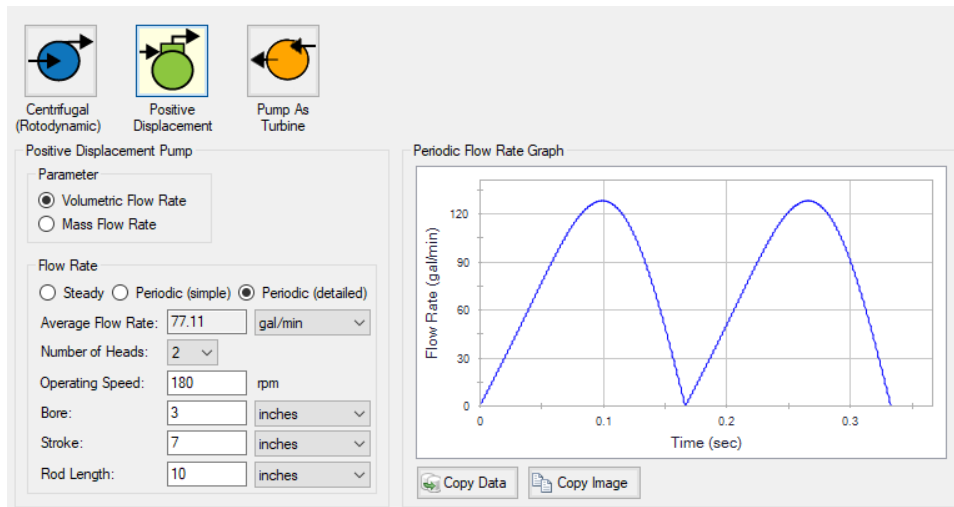 Centrifugal
(Rotodynamic)
Positive
Displacement
Pump As
Turbine
Positive Displacement Pump
Parameter
Volumetric Flow Rate
Mass Flow Rate
Flow Rate
Steady Periodic (simple) Periodic (detailed)
Average Flow Rate: 77.11 gal/min
Number of Heads: 2
Operating Speed: 180 rpm
Bore: 3 inches
Stroke: 7 inches
Rod Length: 10 inches
Periodic Flow Rate Graph
Flow Rate (gal/min)
120
90
60
30
0
0 0.1 0.2 0.3
Time (sec)
Copy Data Copy Image